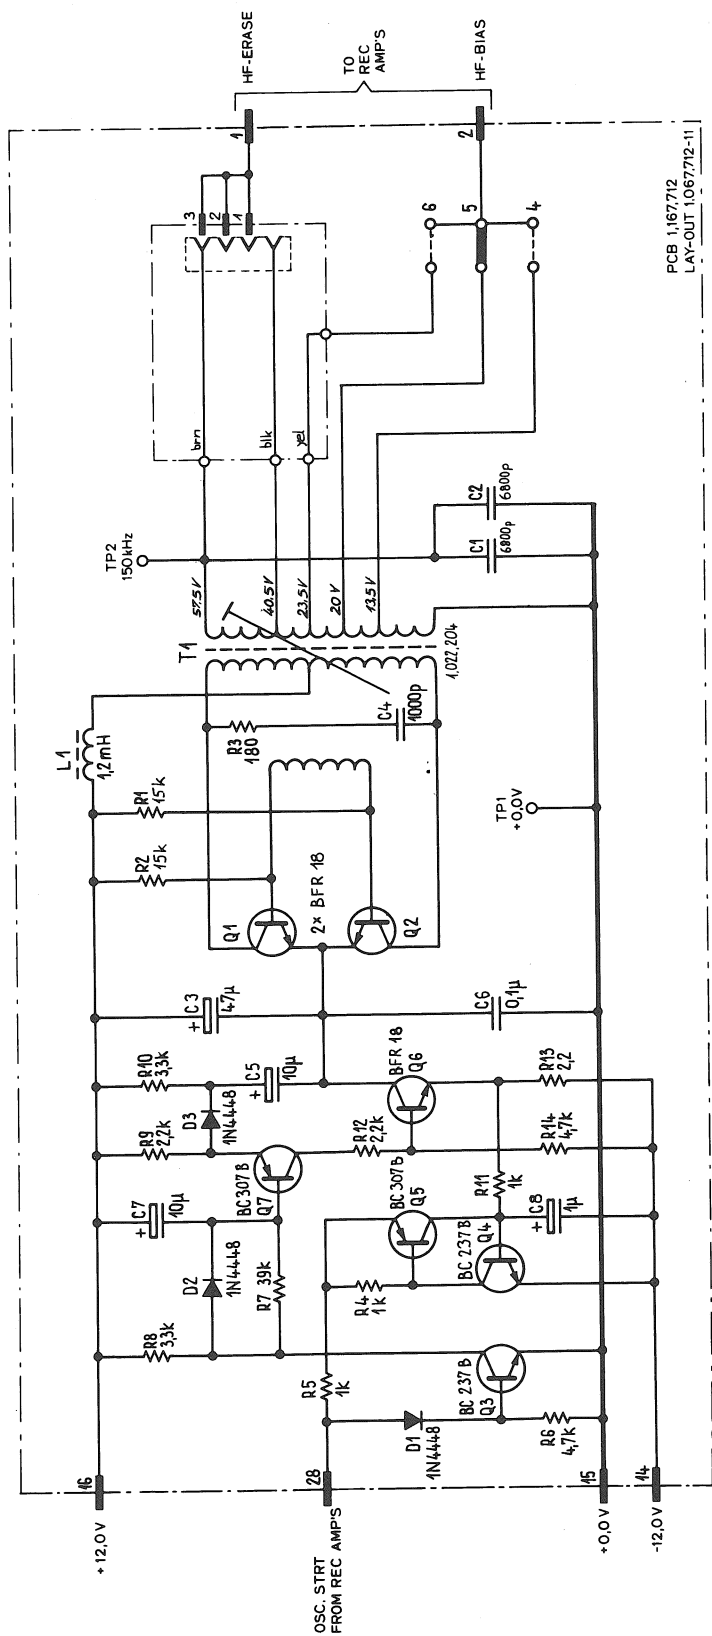 HF-ERASE
TO
REC
AMP'S
HF-BIAS
1
2
3
2
1
6
5
4
PCB 1,167,712
LAY-OUT 1.067.712-11
brn
blk
yel
TP2
150kHz
C2
6800p
C1
6800p
57.5V
40.5V
23,5V
20V
13,5V
T1
1,022,204
L1
1,2mH
R3
180
C4
1000p
R1
15k
R2
15k
TP1
+0.0V
Q1
2x BFR 18
Q2
+
C3
47µ
C6
0,1µ
R10
3,3k
+
C5
10µ
BFR 18
Q6
R13
2,2
R9
2,2k
D3
1N4448
BC307B
Q7
R12
2,2k
R14
4,7k
+
C7
10µ
D2
1N4448
R7 39k
BC307B
Q5
R11
1k
R4
1k
BC 237 B
Q4
+
C8
1µ
R8
3,3k
R5
1k
BC 237 B
Q3
D1
1N4448
R6
4,7k
16
28
15
14
+12,0V
OSC. STRT
FROM REC AMP'S
+0,0V
-12,0V